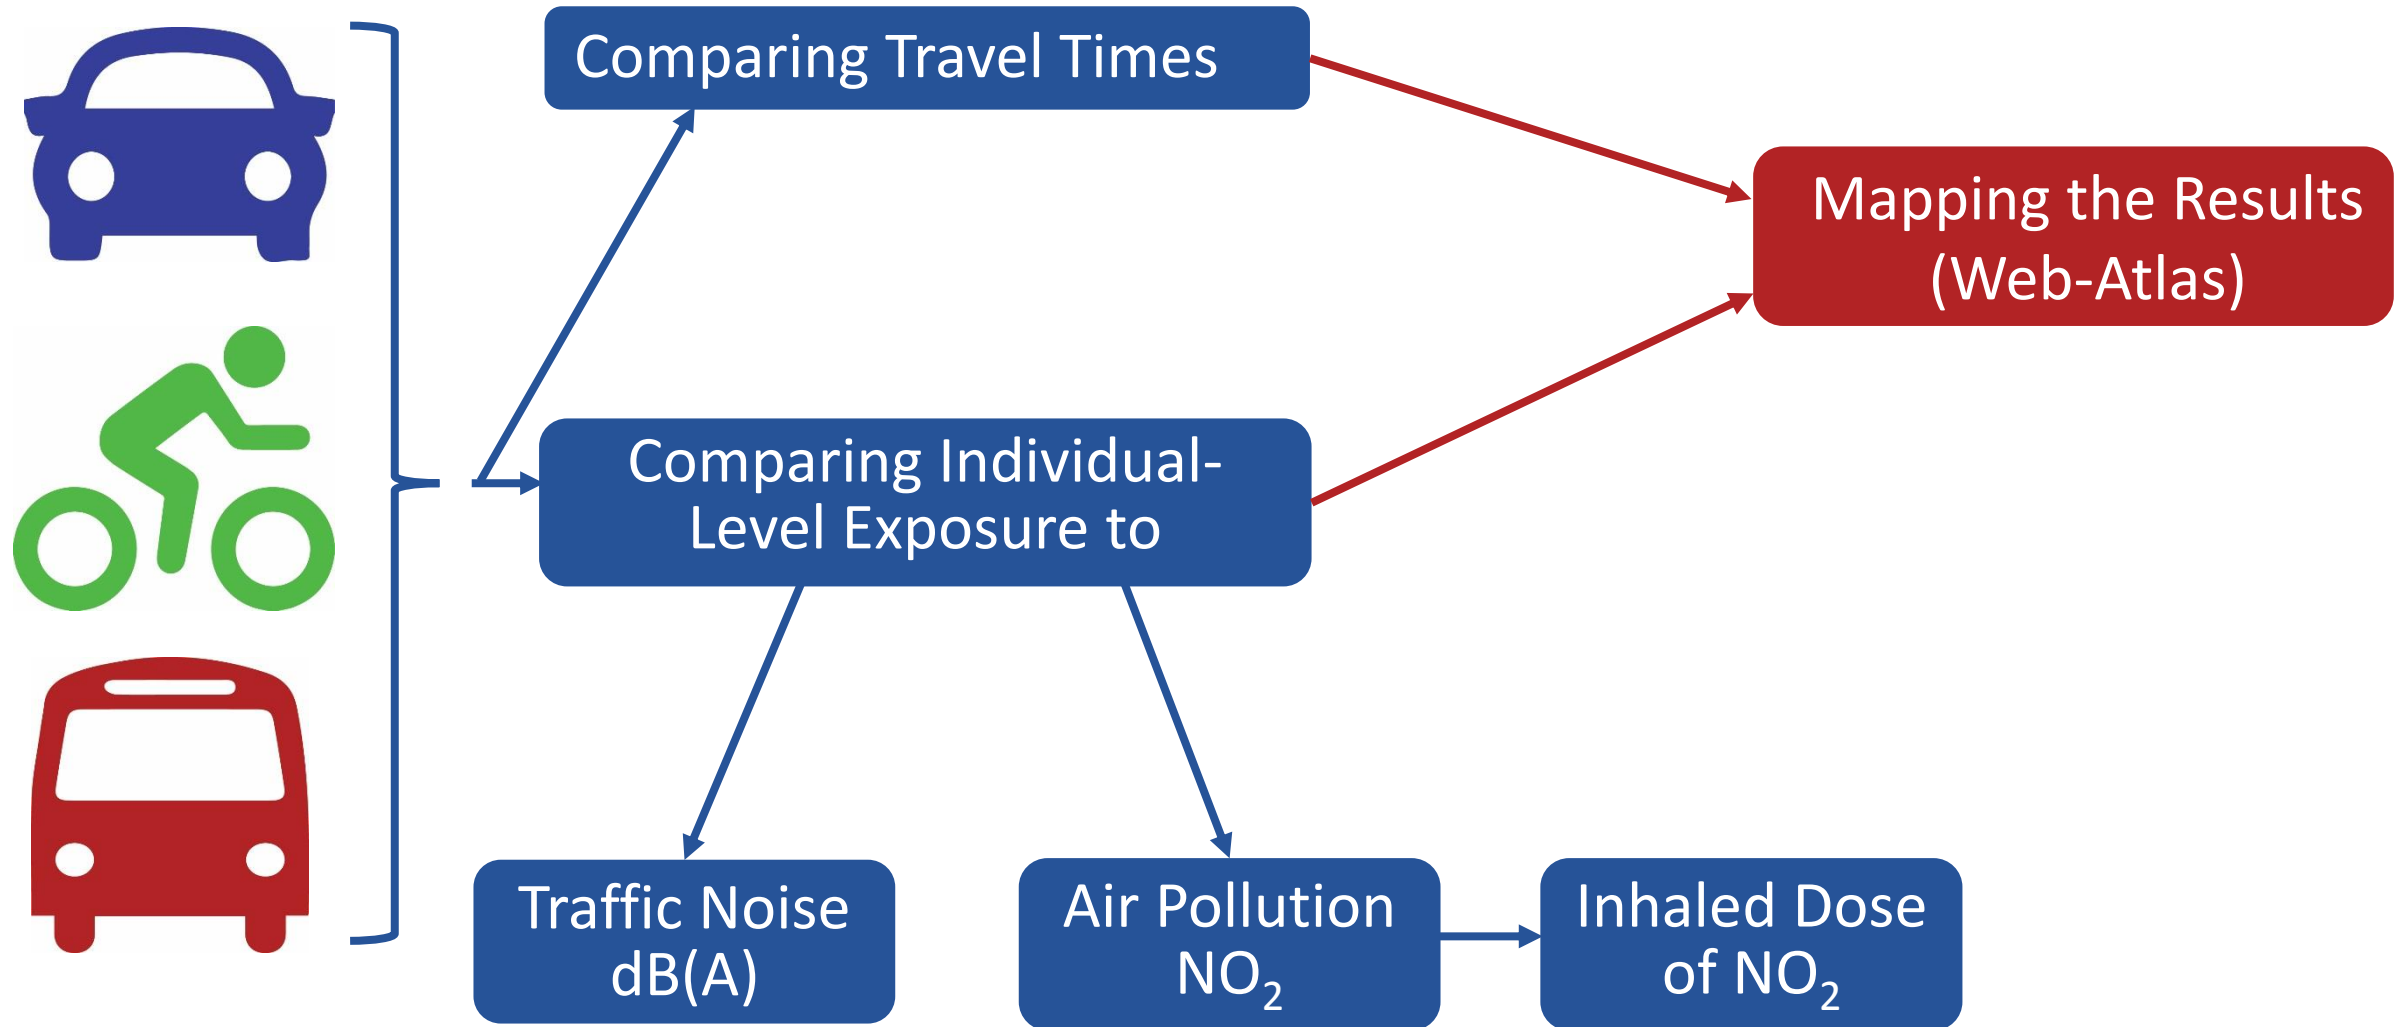 Comparing Travel Times
Mapping the Results
(Web-Atlas)
Comparing Individual-
Level Exposure to
Traffic Noise
dB(A)
Air Pollution
NO₂
Inhaled Dose
of NO₂